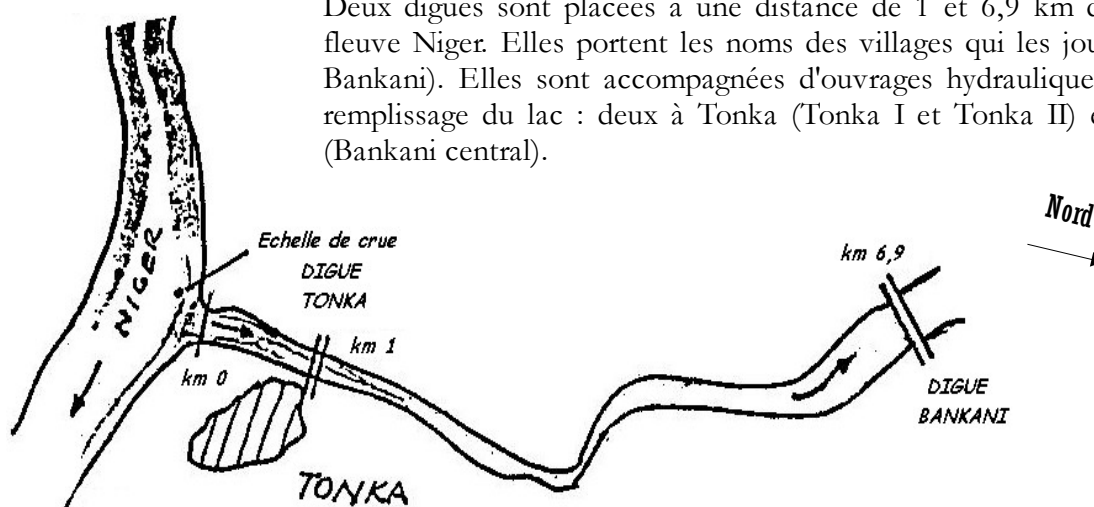 Deux digues sont placées à une distance de 1 et 6,9 km d
fleuve Niger. Elles portent les noms des villages qui les jou
Bankani). Elles sont accompagnées d'ouvrages hydraulique
remplissage du lac : deux à Tonka (Tonka I et Tonka II) e
(Bankani central).
Nord
Echelle de crue
DIGUE
TONKA
km 6,9
NIGER
km 1
km 0
DIGUE
BANKANI
TONKA